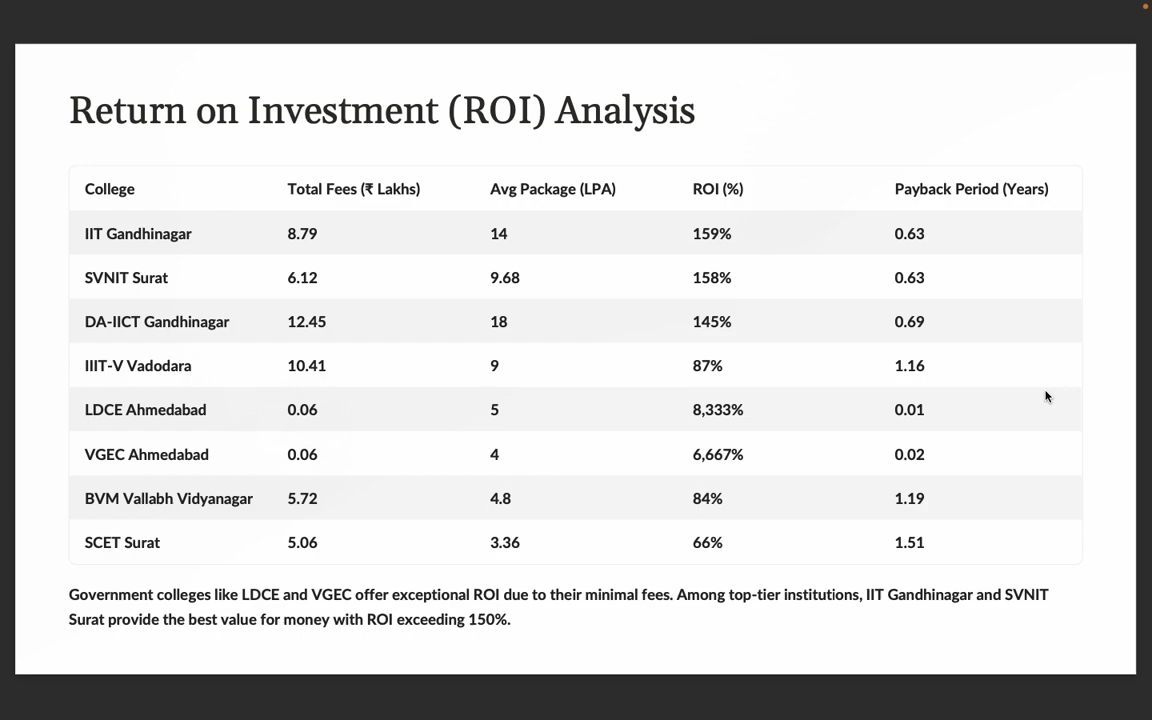 Return on Investment (ROI) Analysis
College Total Fees (₹ Lakhs) Avg Package (LPA) ROI (%) Payback Period (Years)
IIT Gandhinagar 8.79 14 159% 0.63
SVNIT Surat 6.12 9.68 158% 0.63
DA-IICT Gandhinagar 12.45 18 145% 0.69
IIIT-V Vadodara 10.41 9 87% 1.16
LDCE Ahmedabad 0.06 5 8,333% 0.01
VGEC Ahmedabad 0.06 4 6,667% 0.02
BVM Vallabh Vidyanagar 5.72 4.8 84% 1.19
SCET Surat 5.06 3.36 66% 1.51
Government colleges like LDCE and VGEC offer exceptional ROI due to their minimal fees. Among top-tier institutions, IIT Gandhinagar and SVNIT
Surat provide the best value for money with ROI exceeding 150%.